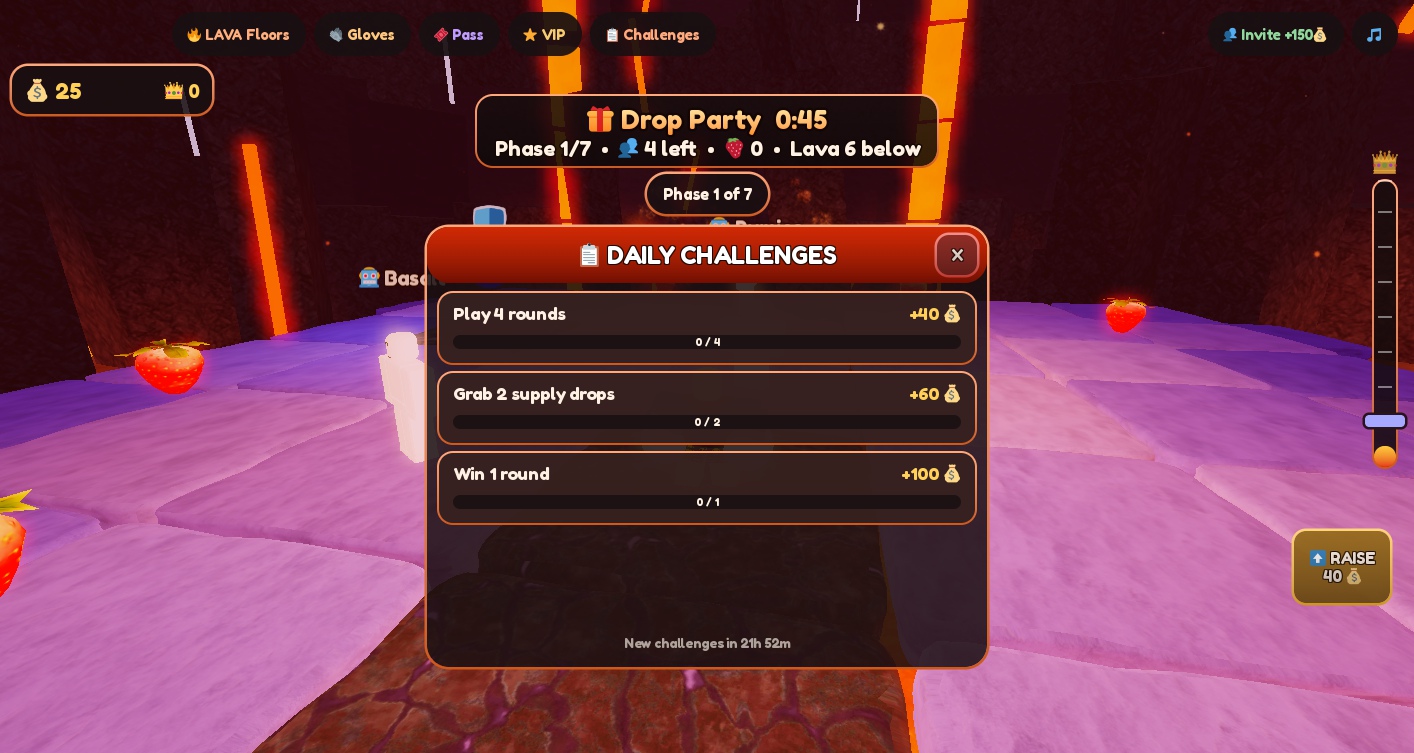 LAVA Floors
Gloves
Pass
VIP
Challenges
Invite +150
25
0
Drop Party 0:45
Phase 1/7 • 4 left • 0 • Lava 6 below
Phase 1 of 7
DAILY CHALLENGES
×
Play 4 rounds +40
0 / 4
Grab 2 supply drops +60
0 / 2
Win 1 round +100
0 / 1
New challenges in 21h 52m
RAISE
40